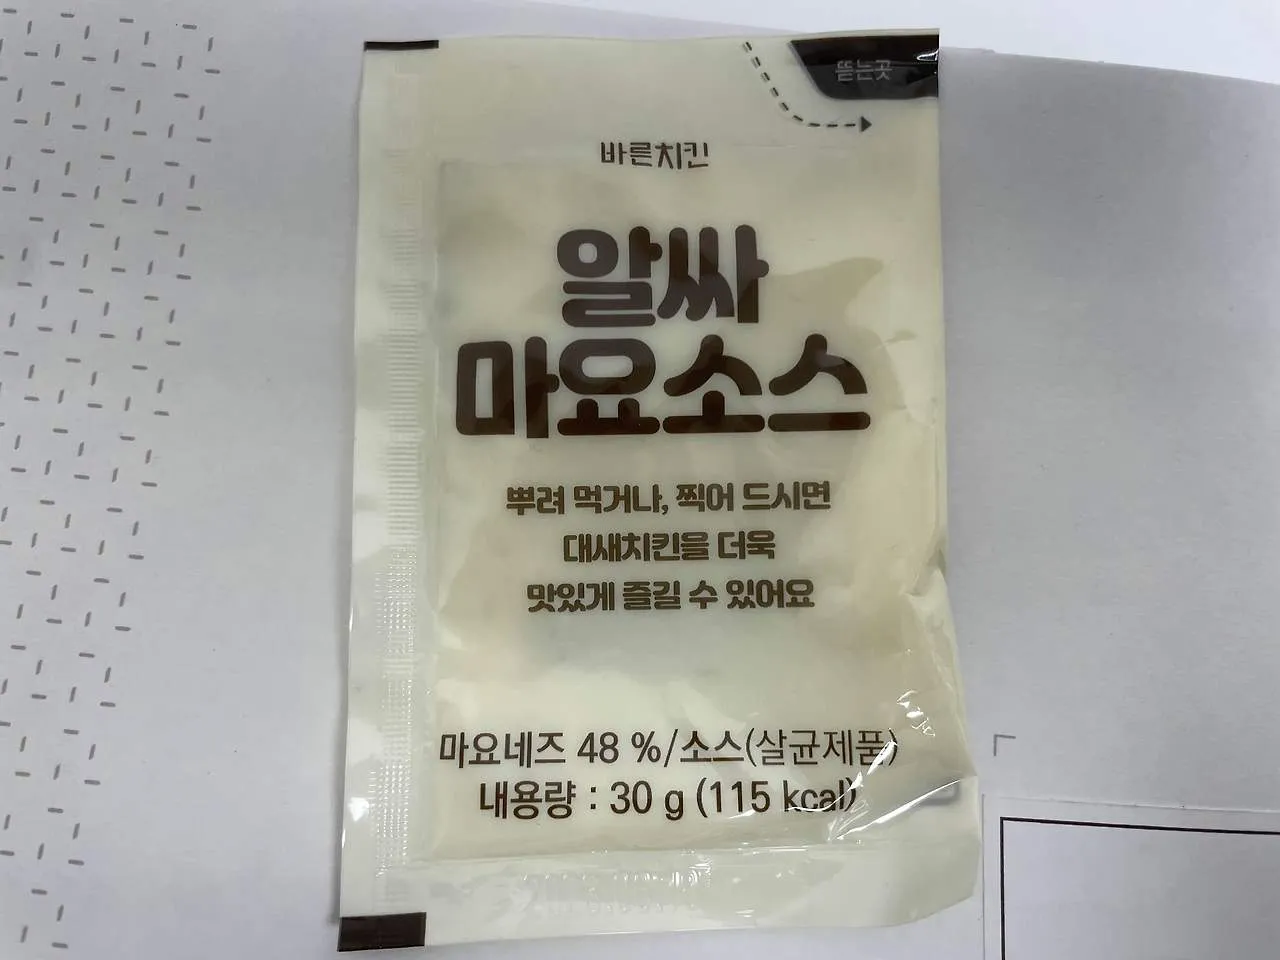 뜯는곳
바른치킨
알싸
마요소스
뿌려 먹거나, 찍어 드시면
대새치킨을 더욱
맛있게 즐길 수 있어요
마요네즈 48 %/소스(살균제품)
내용량 : 30 g (115 kcal)